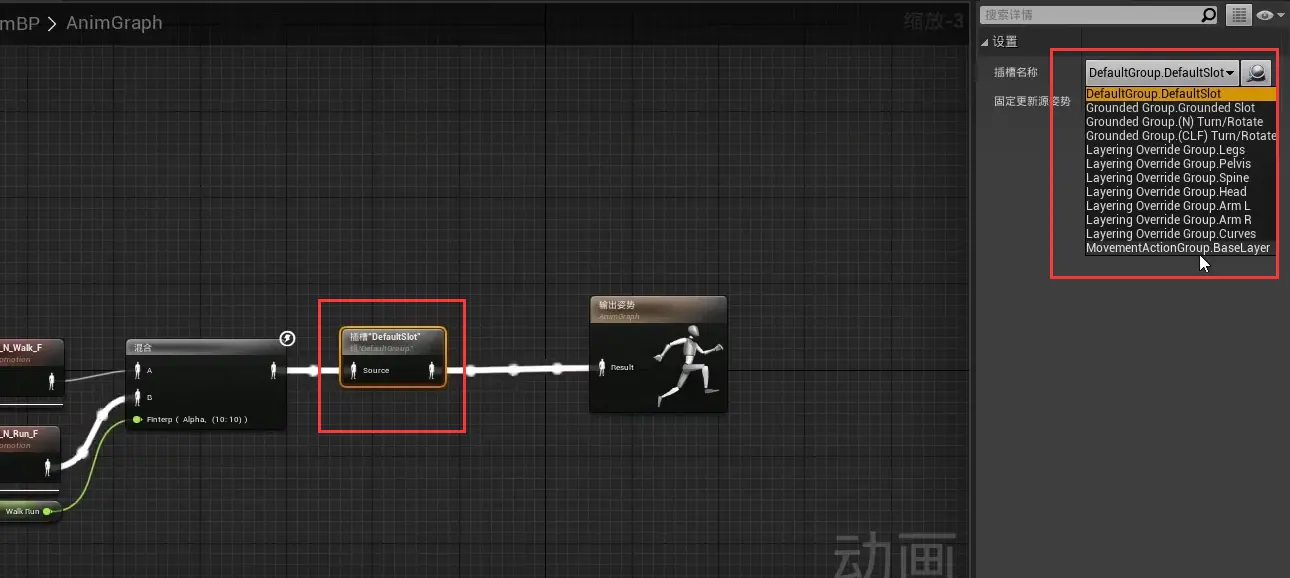 mBP > AnimGraph
缩放-3
搜索详情
设置
插槽名称
DefaultGroup.DefaultSlot
固定更新源姿势
DefaultGroup.DefaultSlot
Grounded Group.Grounded Slot
Grounded Group.(N) Turn/Rotate
Grounded Group.(CLF) Turn/Rotate
Layering Override Group.Legs
Layering Override Group.Pelvis
Layering Override Group.Spine
Layering Override Group.Head
Layering Override Group.Arm L
Layering Override Group.Arm R
Layering Override Group.Curves
MovementActionGroup.BaseLayer
_N_Walk_F
omotion
混合
A
B
FInterp ( Alpha, (10:10) )
插槽"DefaultSlot"
组"DefaultGroup"
Source
输出姿势
AnimGraph
Result
_N_Run_F
omotion
Walk Run
动画